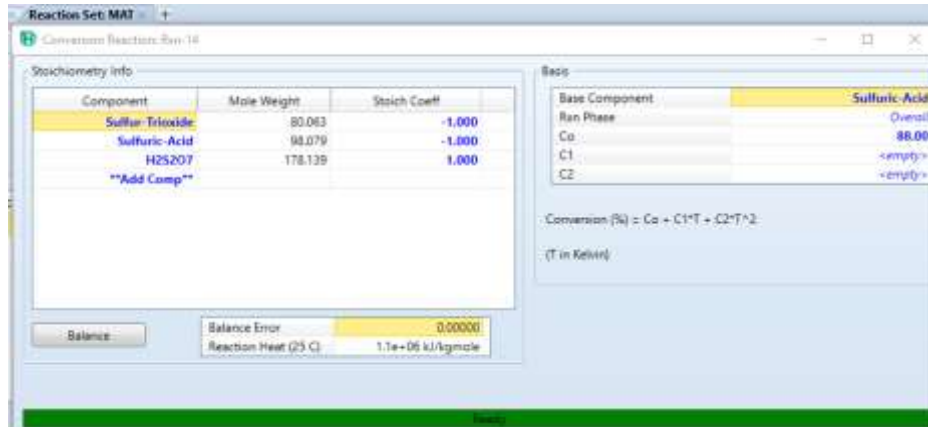 Reaction Set: MAT +
Conversion Reaction: Rxn-14
Stoichiometry Info
Component Mole Weight Stoich Coeff
Sulfur-Trioxide 80.063 -1.000
Sulfuric-Acid 98.079 -1.000
H2S2O7 178.139 1.000
**Add Comp**
Balance
Balance Error 0.00000
Reaction Heat (25 C) 1.1e+06 kJ/kgmole
Basis
Base Component Sulfuric-Acid
Rxn Phase Overall
Co 88.00
C1 <empty>
C2 <empty>
Conversion (%) = Co + C1*T + C2*T^2
(T in Kelvin)
Ready